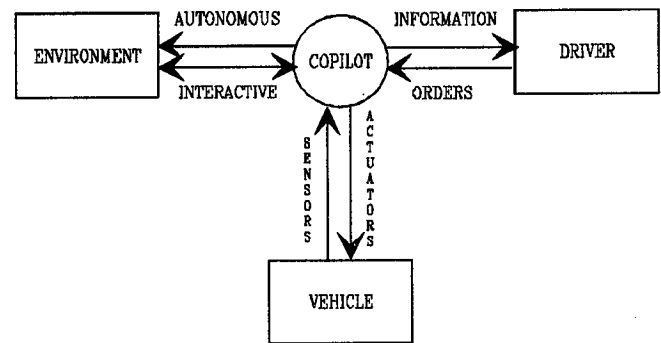 AUTONOMOUS
INFORMATION
ENVIRONMENT
COPILOT
DRIVER
INTERACTIVE
ORDERS
SENSORS
ACTUATORS
VEHICLE